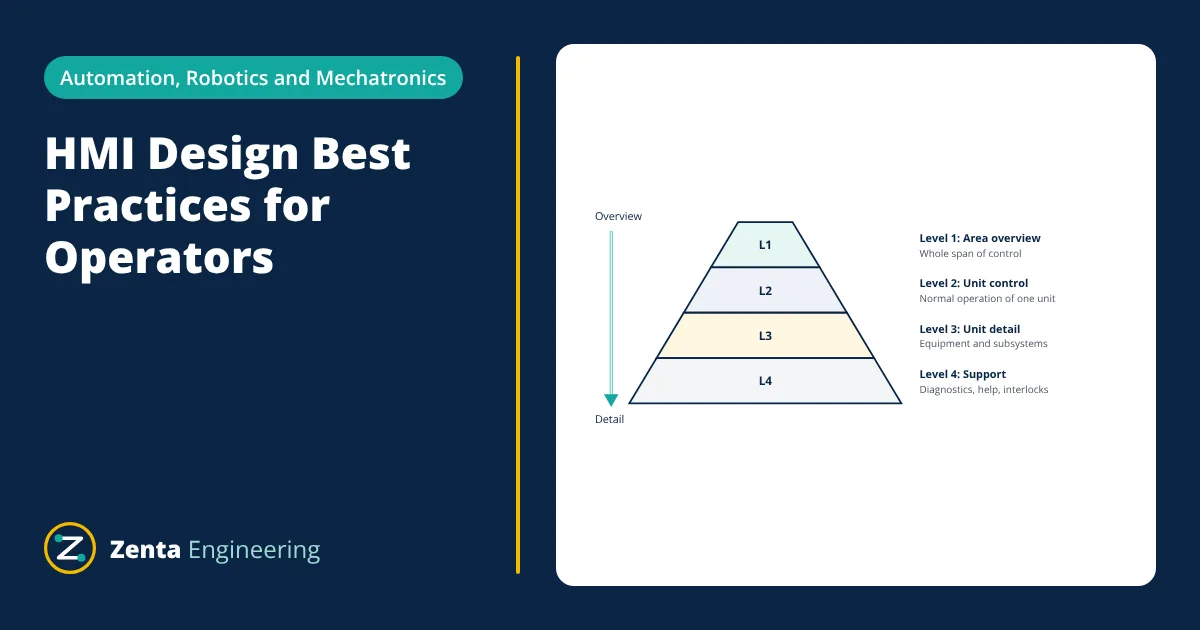 Automation, Robotics and Mechatronics
HMI Design Best
Practices for
Operators
Zenta Engineering
Overview
Detail
L1
L2
L3
L4
Level 1: Area overview
Whole span of control
Level 2: Unit control
Normal operation of one unit
Level 3: Unit detail
Equipment and subsystems
Level 4: Support
Diagnostics, help, interlocks